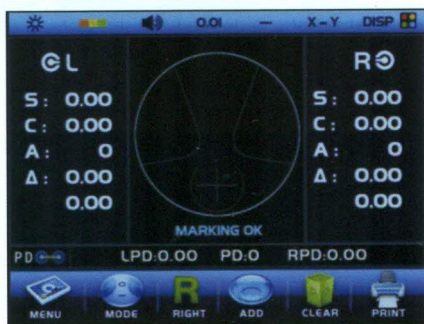 0.01 — X-Y DISP
L R
S: 0.00 S: 0.00
C: 0.00 C: 0.00
A: 0 A: 0
Δ: 0.00 Δ: 0.00
0.00 0.00
MARKING OK
PD LPD:0.00 PD:0 RPD:0.00
R
MENU MODE RIGHT ADD CLEAR PRINT